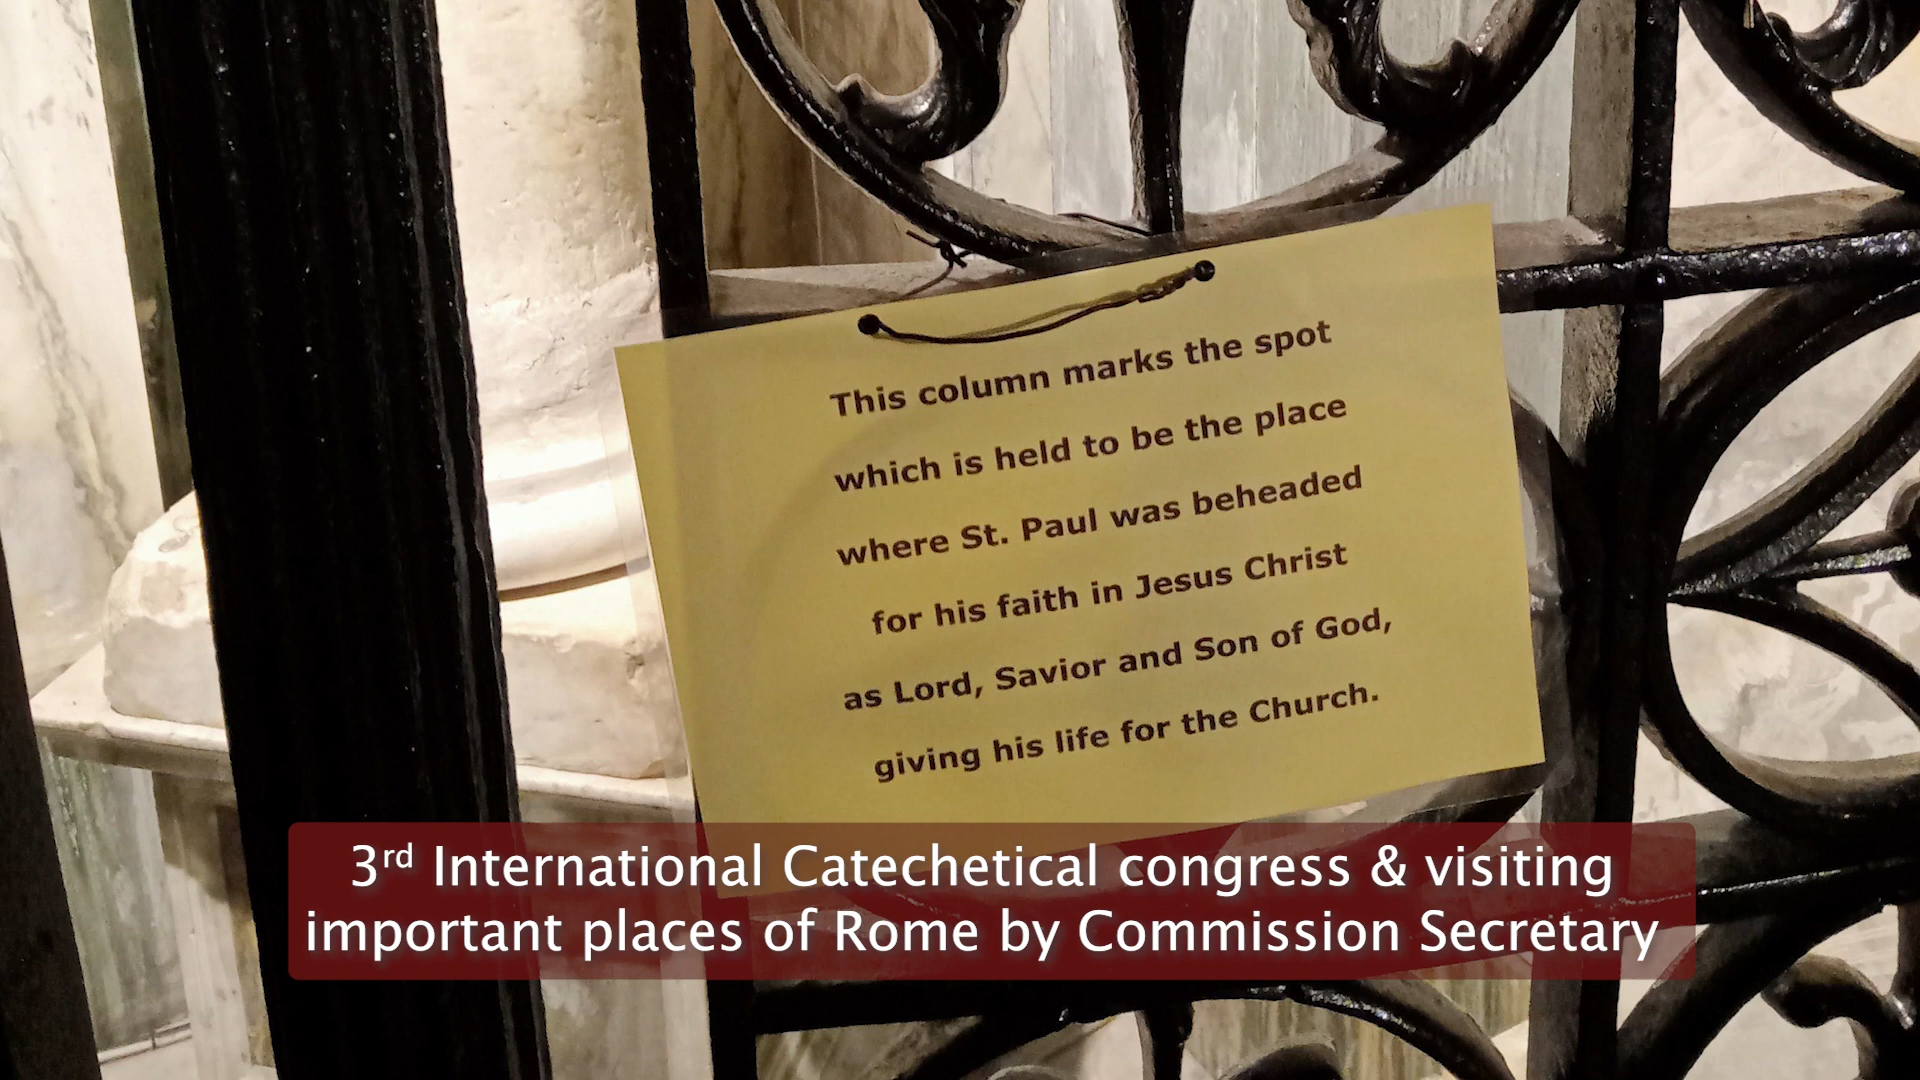 This column marks the spot
which is held to be the place
where St. Paul was beheaded
for his faith in Jesus Christ
as Lord, Savior and Son of God,
giving his life for the Church.
3rd International Catechetical congress & visiting
important places of Rome by Commission Secretary